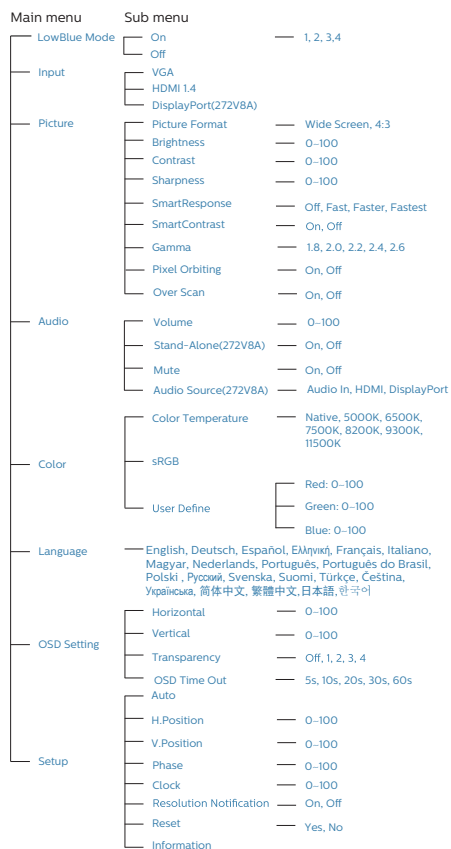 Main menu Sub menu
LowBlue Mode On 1, 2, 3,4
Off
Input VGA
HDMI 1.4
DisplayPort(272V8A)
Picture Picture Format Wide Screen, 4:3
Brightness 0–100
Contrast 0–100
Sharpness 0–100
SmartResponse Off, Fast, Faster, Fastest
SmartContrast On, Off
Gamma 1.8, 2.0, 2.2, 2.4, 2.6
Pixel Orbiting On, Off
Over Scan On, Off
Audio Volume 0–100
Stand-Alone(272V8A) On, Off
Mute On, Off
Audio Source(272V8A) Audio In, HDMI, DisplayPort
Color Temperature Native, 5000K, 6500K,
7500K, 8200K, 9300K,
11500K
Color sRGB
Red: 0–100
User Define Green: 0–100
Blue: 0–100
Language English, Deutsch, Español, Ελληνική, Français, Italiano,
Magyar, Nederlands, Português, Português do Brasil,
Polski , Русский, Svenska, Suomi, Türkçe, Čeština,
Українська, 简体中文, 繁體中文,日本語,한국어
Horizontal 0–100
Vertical 0–100
OSD Setting Transparency Off, 1, 2, 3, 4
OSD Time Out 5s, 10s, 20s, 30s, 60s
Auto
H.Position 0–100
V.Position 0–100
Setup Phase 0–100
Clock 0–100
Resolution Notification On, Off
Reset Yes, No
Information